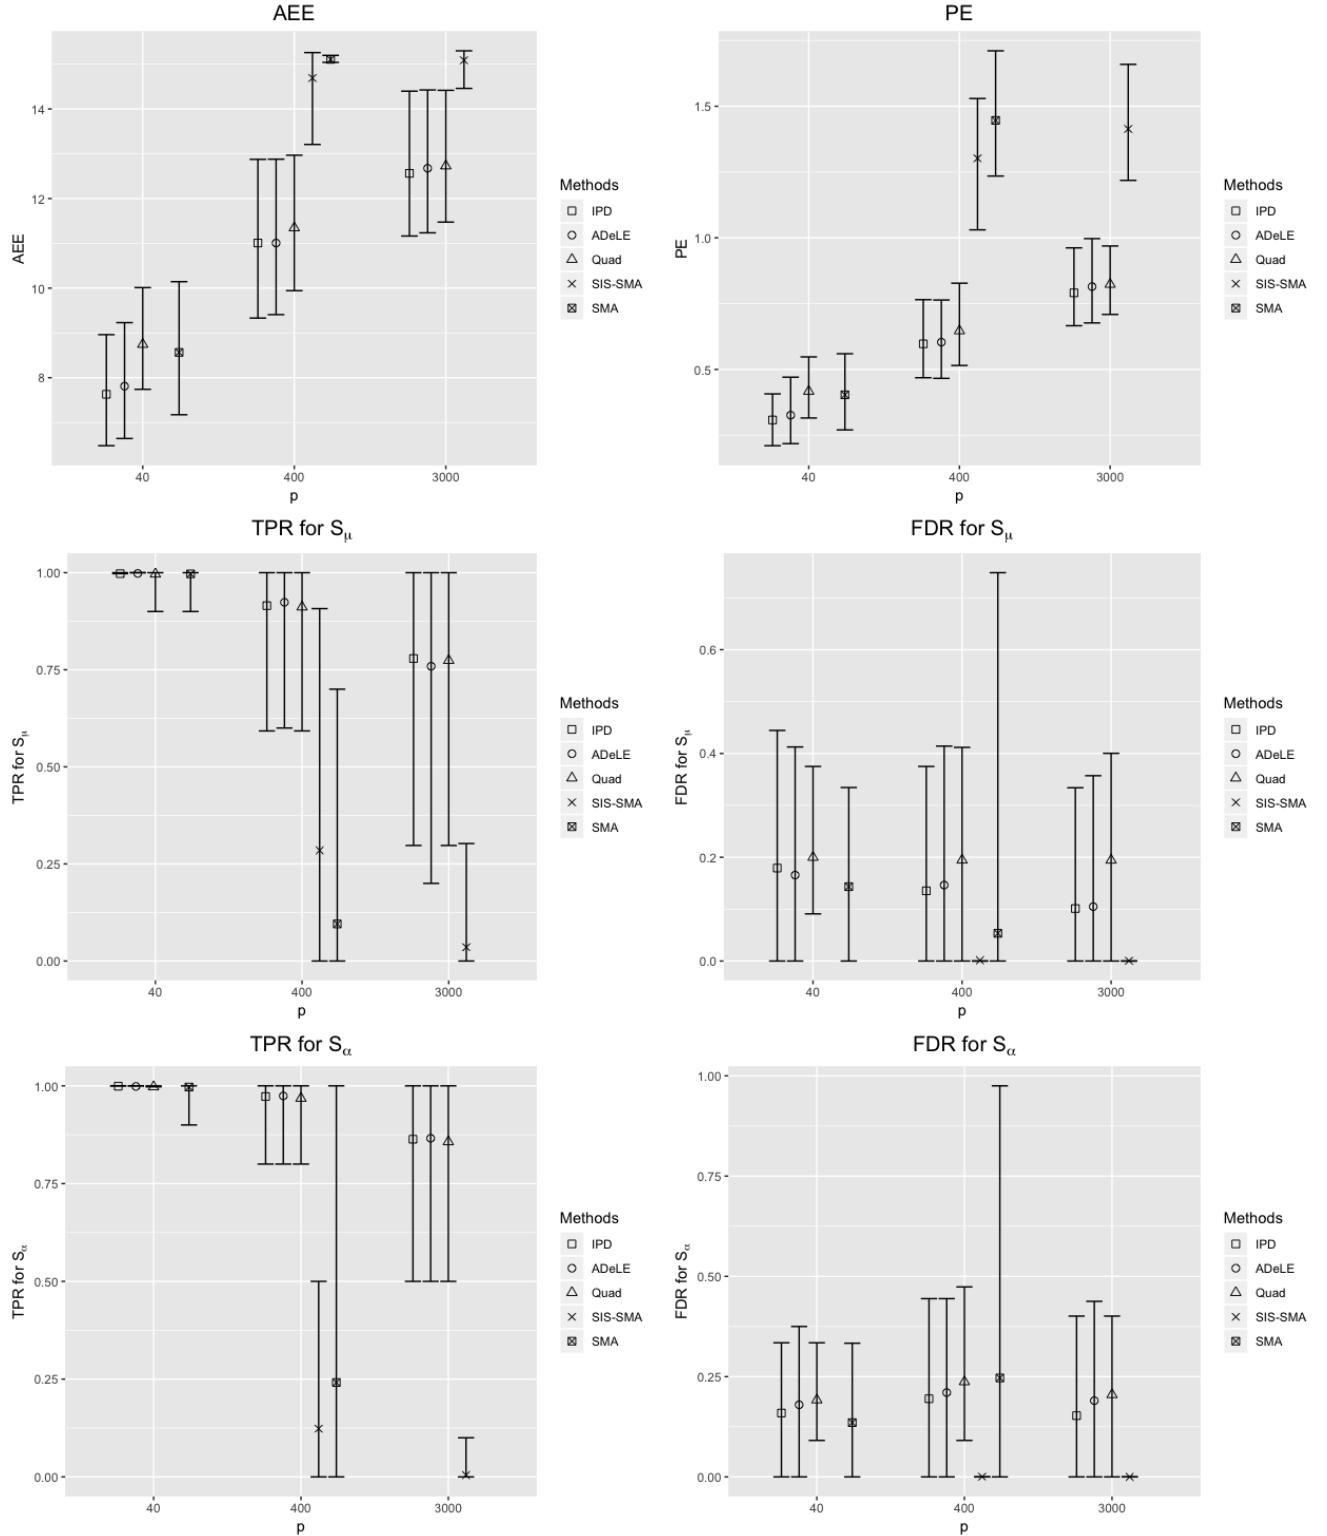 AEE
AEE
14
12
10
8
40
400
3000
p
Methods
IPD
ADeLE
Quad
SIS-SMA
SMA
PE
PE
1.5
1.0
0.5
40
400
3000
p
Methods
IPD
ADeLE
Quad
SIS-SMA
SMA
TPR for Sμ
TPR for Sμ
1.00
0.75
0.50
0.25
0.00
40
400
3000
p
Methods
IPD
ADeLE
Quad
SIS-SMA
SMA
FDR for Sμ
FDR for Sμ
0.6
0.4
0.2
0.0
40
400
3000
p
Methods
IPD
ADeLE
Quad
SIS-SMA
SMA
TPR for Sα
TPR for Sα
1.00
0.75
0.50
0.25
0.00
40
400
3000
p
Methods
IPD
ADeLE
Quad
SIS-SMA
SMA
FDR for Sα
FDR for Sα
1.00
0.75
0.50
0.25
0.00
40
400
3000
p
Methods
IPD
ADeLE
Quad
SIS-SMA
SMA